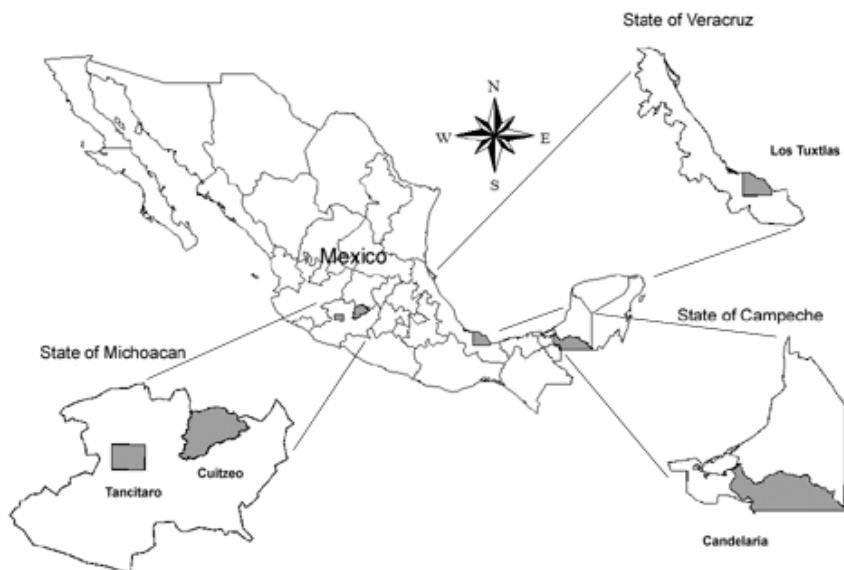 State of Veracruz
N
W
E
S
Los Tuxtlas
Mexico
State of Campeche
State of Michoacan
Cuitzeo
Tancitaro
Candelaria